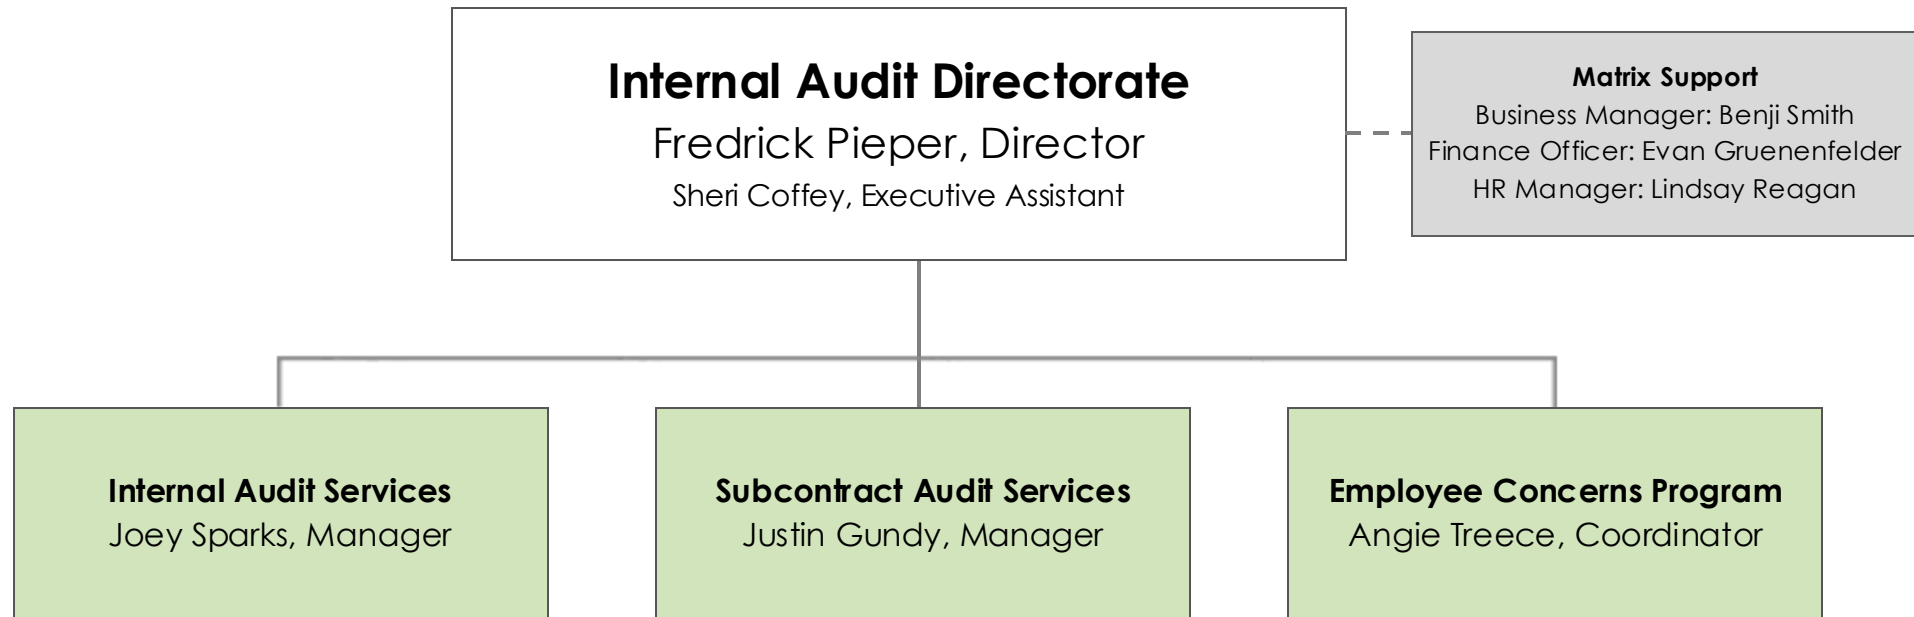 Internal Audit Directorate
Fredrick Pieper, Director
Sheri Coffey, Executive Assistant
Matrix Support
Business Manager: Benji Smith
Finance Officer: Evan Gruenenfelder
HR Manager: Lindsay Reagan
Internal Audit Services
Joey Sparks, Manager
Subcontract Audit Services
Justin Gundy, Manager
Employee Concerns Program
Angie Treece, Coordinator